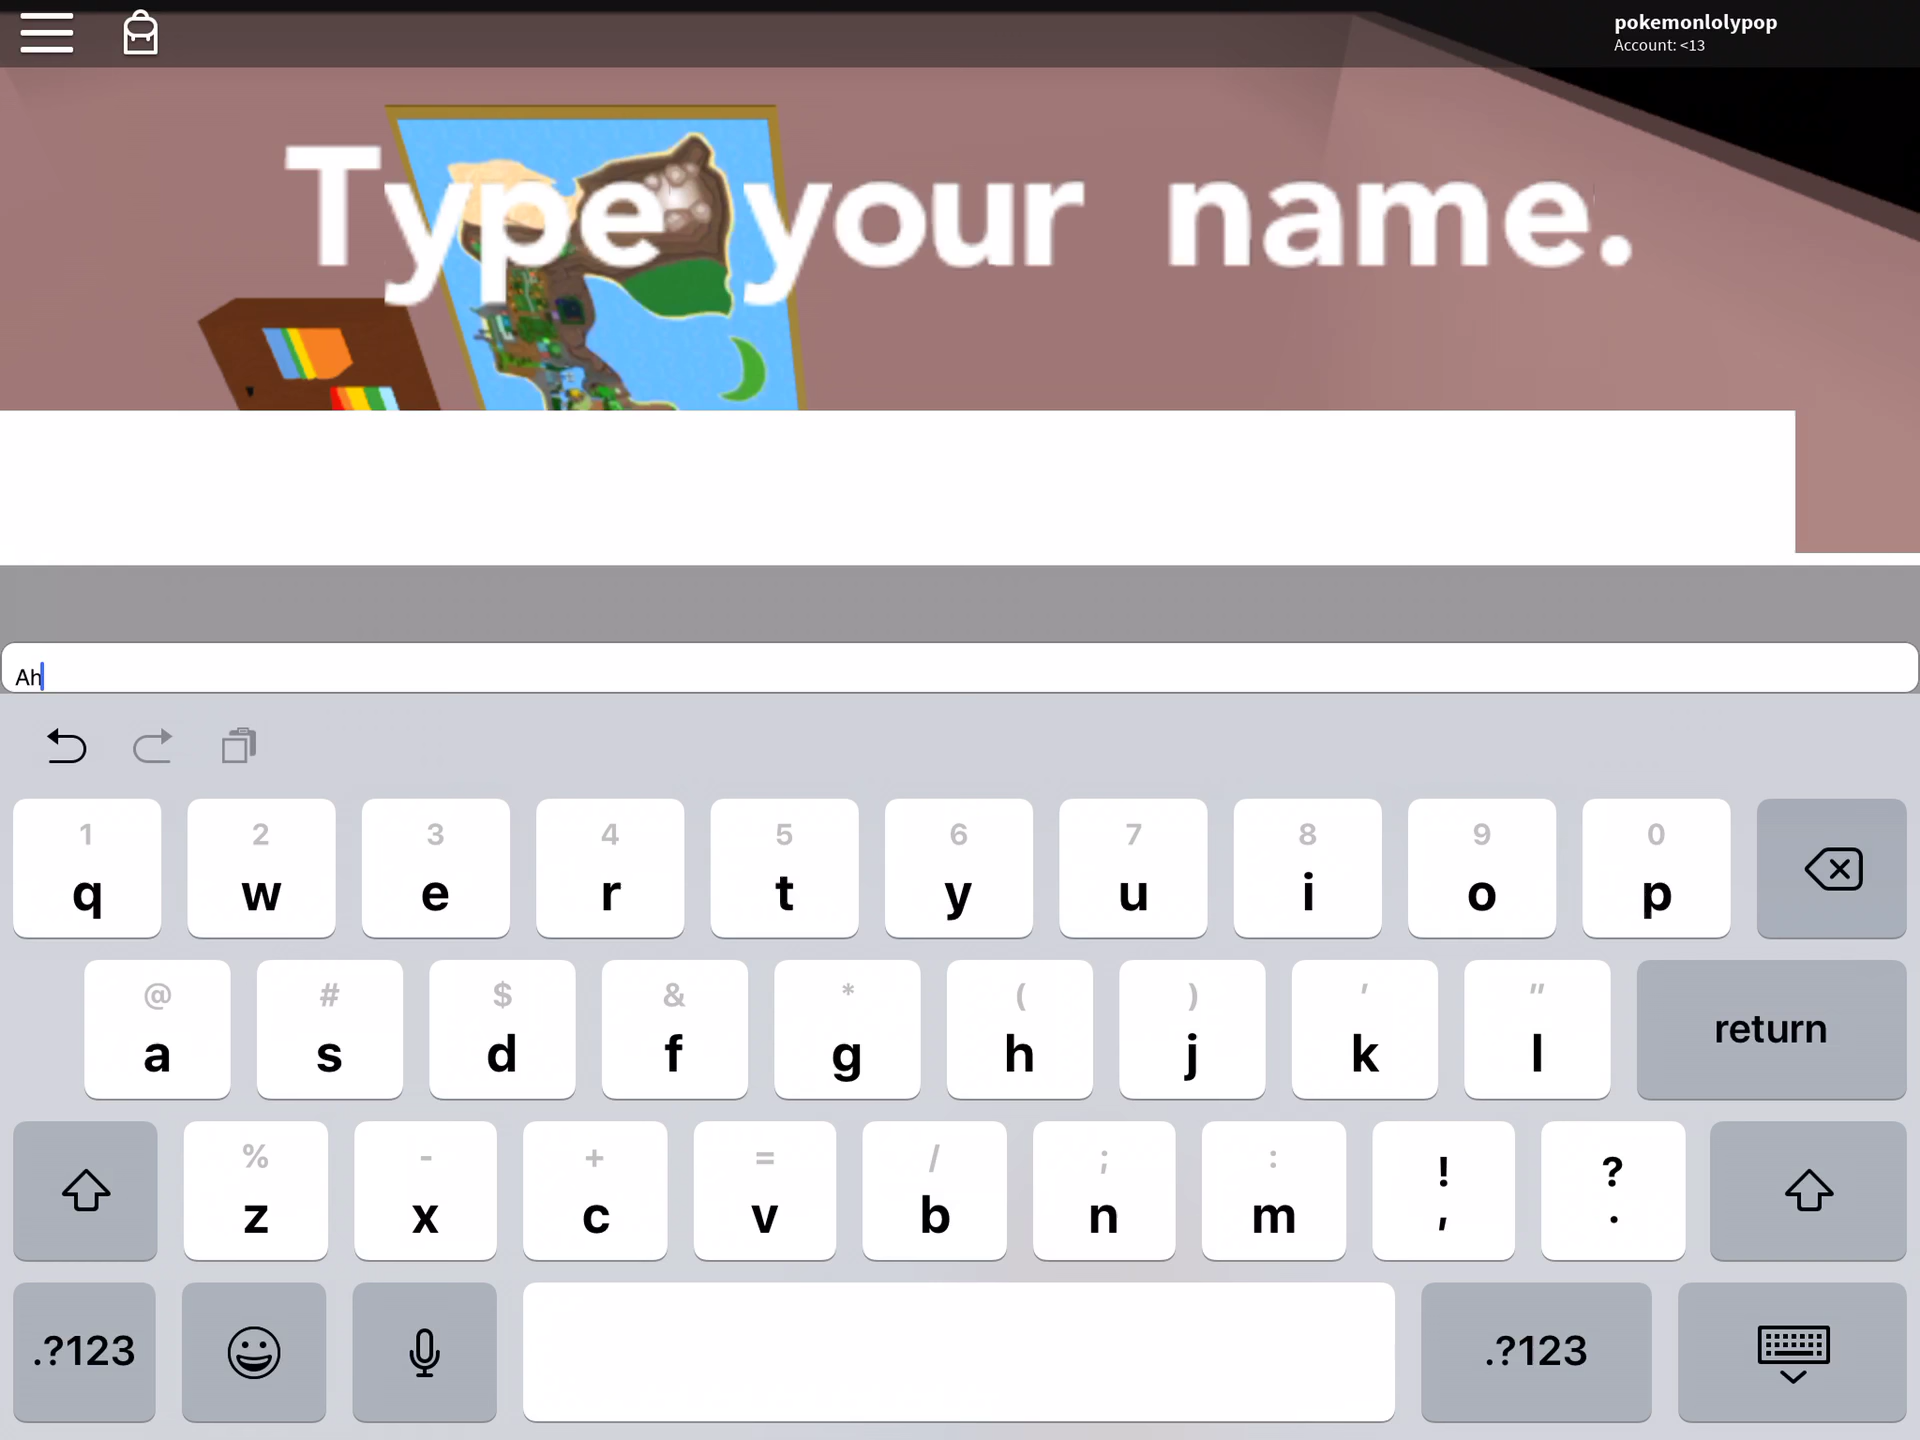 pokemonlolypop
Account: <13
Type your name.
Ah
1 2 3 4 5 6 7 8 9 0
q w e r t y u i o p
@ # $ & * ( ) ' "
a s d f g h j k l return
% - + = / ; : ! ?
z x c v b n m , .
.?123 .?123